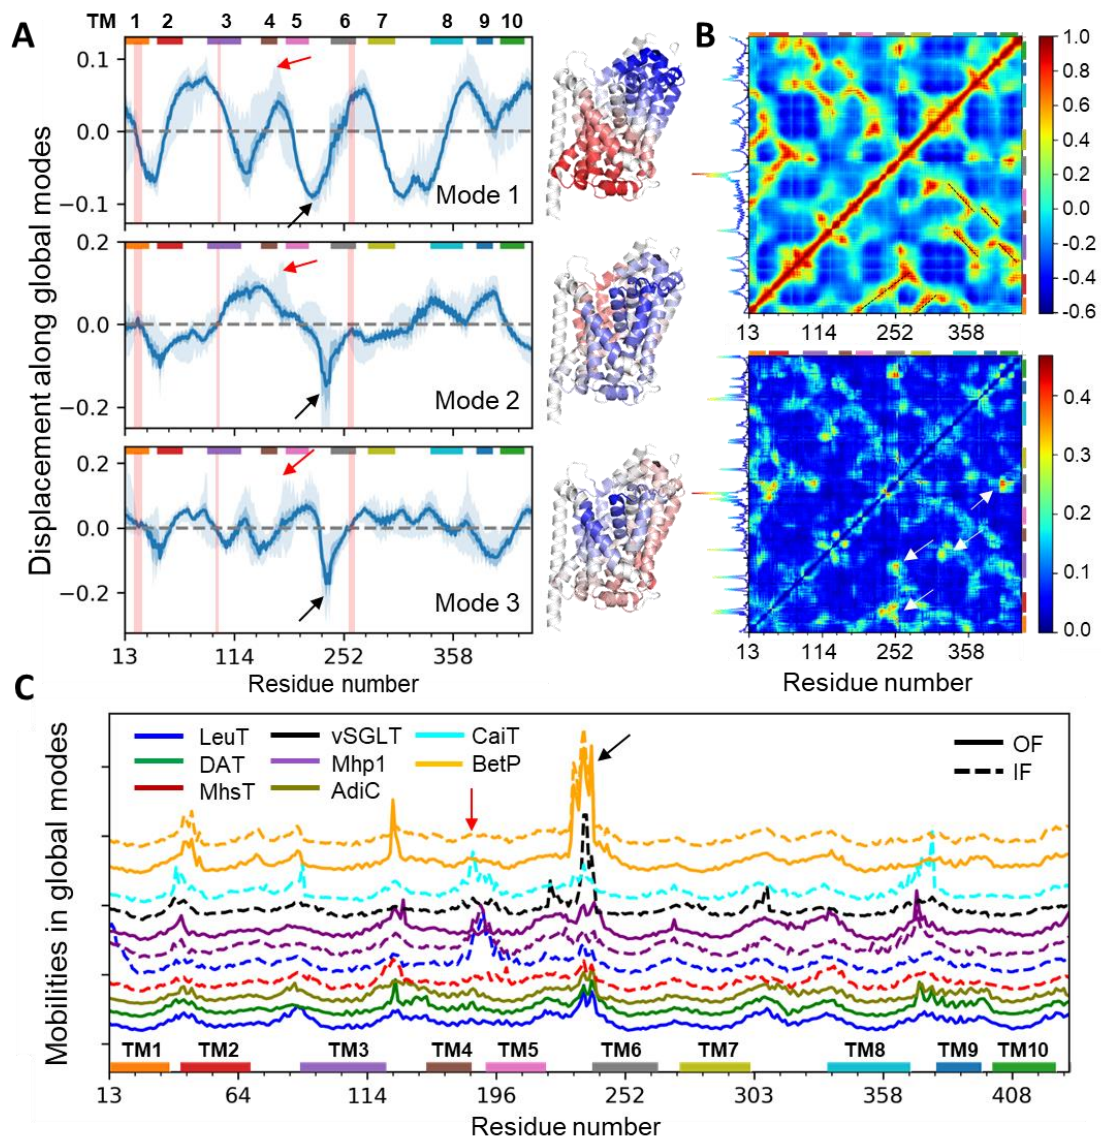 A
TM 1 2 3 4 5 6 7 8 9 10
Displacement along global modes
0.1
0.0
−0.1
Mode 1
0.2
0.0
−0.2
Mode 2
0.2
0.0
−0.2
Mode 3
13 114 252 358
Residue number
B
1.0
0.8
0.6
0.4
0.2
0.0
-0.2
-0.4
-0.6
13 114 252 358
0.4
0.3
0.2
0.1
0.0
13 114 252 358
Residue number
C
Mobilities in global modes
LeuT vSGLT CaiT
DAT Mhp1 BetP
MhsT AdiC
OF
IF
TM1 TM2 TM3 TM4 TM5 TM6 TM7 TM8 TM9 TM10
13 64 114 196 252 303 358 408
Residue number